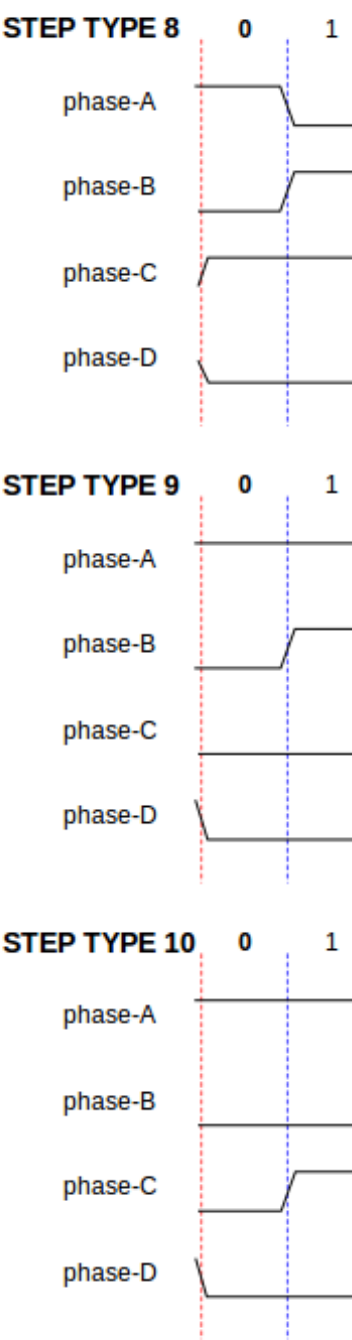 STEP TYPE 8 0 1
phase-A
phase-B
phase-C
phase-D
STEP TYPE 9 0 1
phase-A
phase-B
phase-C
phase-D
STEP TYPE 10 0 1
phase-A
phase-B
phase-C
phase-D